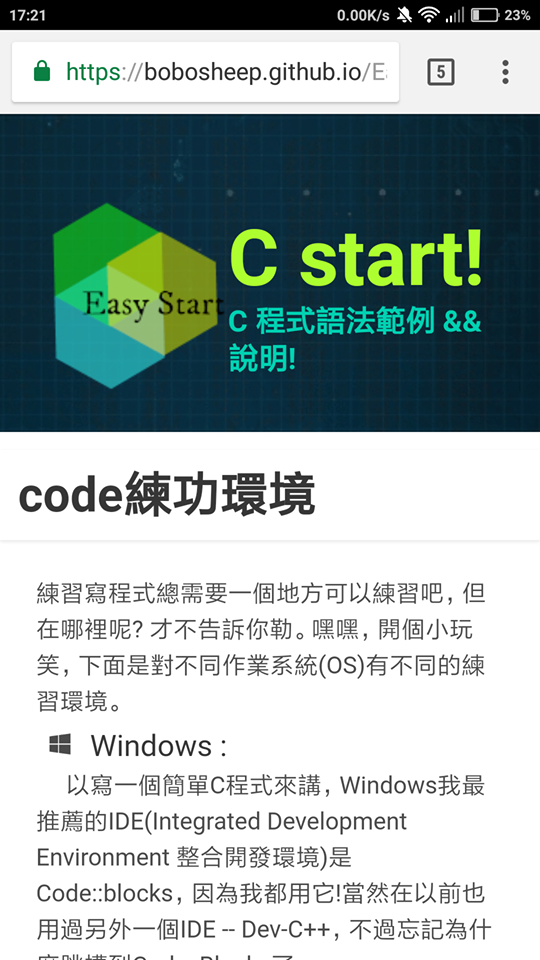 17:21
0.00K/s
23%
https://bobosheep.github.io/Ea
5
Easy Start
C start!
C 程式語法範例 &&
說明!
code練功環境
練習寫程式總需要一個地方可以練習吧，但
在哪裡呢? 才不告訴你勒。嘿嘿，開個小玩
笑，下面是對不同作業系統(OS)有不同的練
習環境。
Windows :
以寫一個簡單C程式來講，Windows我最
推薦的IDE(Integrated Development
Environment 整合開發環境)是
Code::blocks，因為我都用它!當然在以前也
用過另外一個IDE -- Dev-C++，不過忘記為什